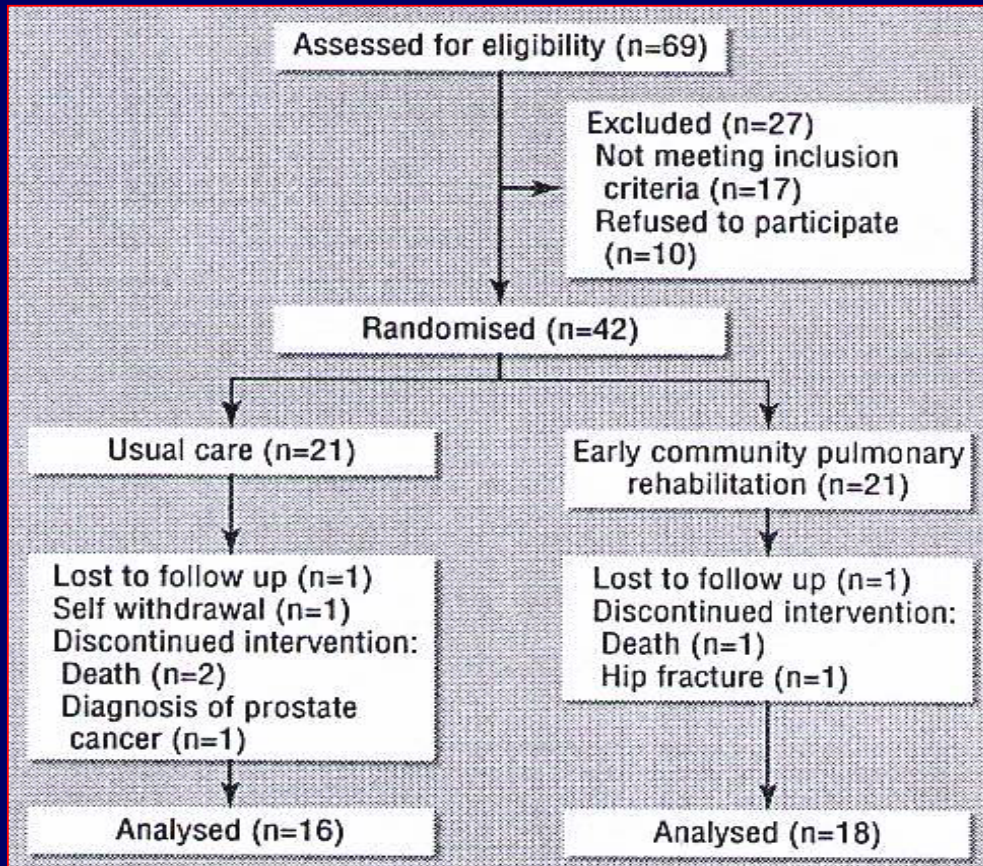 Assessed for eligibility (n=69)
Excluded (n=27)
Not meeting inclusion
criteria (n=17)
Refused to participate
(n=10)
Randomised (n=42)
Usual care (n=21)
Early community pulmonary
rehabilitation (n=21)
Lost to follow up (n=1)
Self withdrawal (n=1)
Discontinued intervention:
Death (n=2)
Diagnosis of prostate
cancer (n=1)
Lost to follow up (n=1)
Discontinued intervention:
Death (n=1)
Hip fracture (n=1)
Analysed (n=16)
Analysed (n=18)